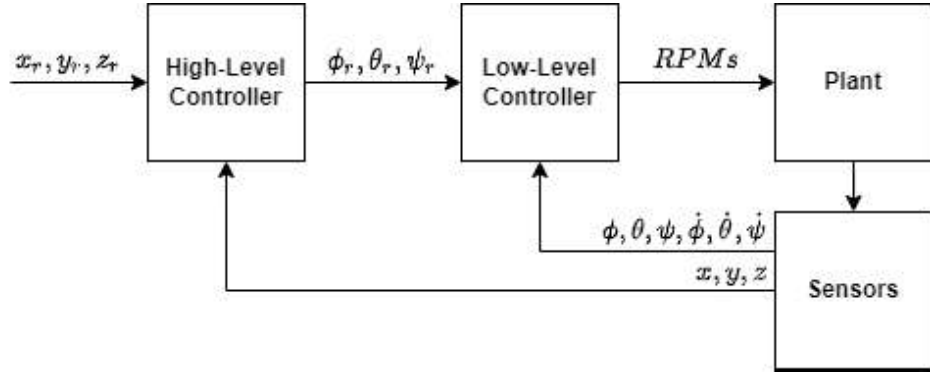 x_r, y_r, z_r
High-Level
Controller
ϕ_r, θ_r, ψ_r
Low-Level
Controller
RPMs
Plant
ϕ, θ, ψ, ϕ̇, θ̇, ψ̇
x, y, z
Sensors